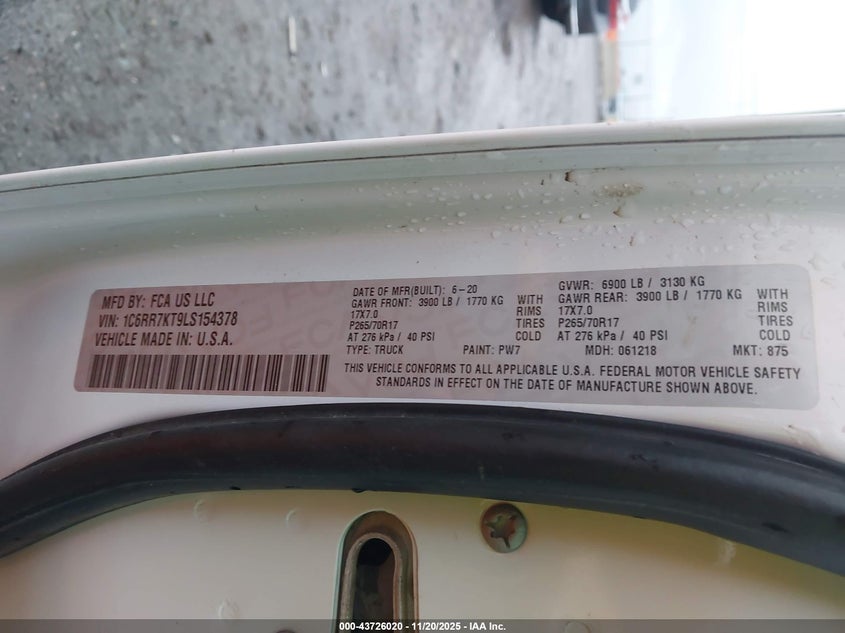 MFD BY: FCA US LLC
VIN: 1C6RR7KT9LS154378
VEHICLE MADE IN: U.S.A.
DATE OF MFR(BUILT): 6-20
GAWR FRONT: 3900 LB / 1770 KG WITH
17X7.0 RIMS
P265/70R17 TIRES
AT 276 kPa / 40 PSI COLD
TYPE: TRUCK PAINT: PW7
GVWR: 6900 LB / 3130 KG
GAWR REAR: 3900 LB / 1770 KG WITH
17X7.0 RIMS
P265/70R17 TIRES
AT 276 kPa / 40 PSI COLD
MDH: 061218 MKT: 875
THIS VEHICLE CONFORMS TO ALL APPLICABLE U.S.A. FEDERAL MOTOR VEHICLE SAFETY
STANDARDS IN EFFECT ON THE DATE OF MANUFACTURE SHOWN ABOVE.
000-43726020 - 11/20/2025 - IAA Inc.